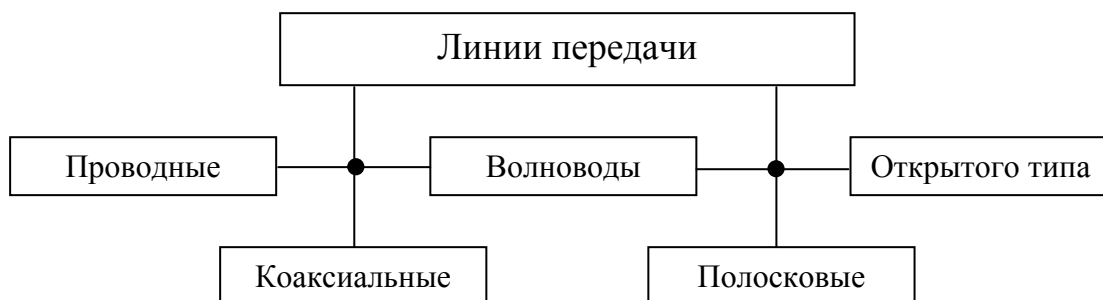 Линии передачи
Проводные
Волноводы
Открытого типа
Коаксиальные
Полосковые